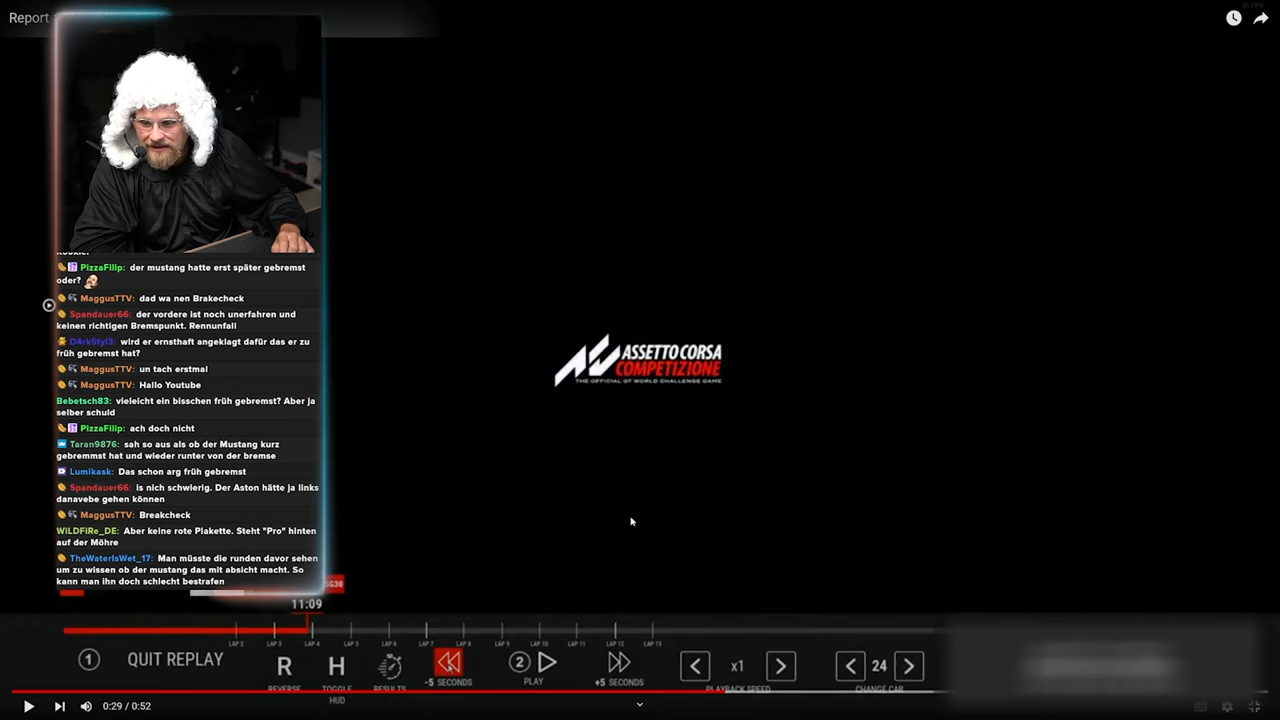 Report
PizzaFilip: der mustang hatte erst später gebremst
oder?
MaggusTTV: dad wa nen Brakecheck
Spandauer66: der vordere ist noch unerfahren und
keinen richtigen Bremspunkt. Rennunfall
D4rkStyl3: wird er ernsthaft angeklagt dafür das er zu
früh gebremst hat?
MaggusTTV: un tach erstmal
MaggusTTV: Hallo Youtube
Bebetsch83: vieleicht ein bisschen früh gebremst? Aber ja
selber schuld
PizzaFilip: ach doch nicht
Taran9876: sah so aus als ob der Mustang kurz
gebremmst hat und wieder runter von der bremse
Lumikask: Das schon arg früh gebremst
Spandauer66: is nich schwierig. Der Aston hätte ja links
danavebe gehen können
MaggusTTV: Breakcheck
WiLDFiRe_DE: Aber keine rote Plakette. Steht "Pro" hinten
auf der Möhre
TheWaterIsWet_17: Man müsste die runden davor sehen
um zu wissen ob der mustang das mit absicht macht. So
kann man ihn doch schlecht bestrafen
ASSETTO CORSA
COMPETIZIONE
THE OFFICIAL GT WORLD CHALLENGE GAME
11:09
LAP 2 LAP 3 LAP 4 LAP 5 LAP 6 LAP 7 LAP 8 LAP 9 LAP 10 LAP 11 LAP 12 LAP 13
1 QUIT REPLAY R H 2 x1 24
REVERSE TOGGLE HUD RESULTS -5 SECONDS PLAY +5 SECONDS PLAYBACK SPEED CHANGE CAR
0:29 / 0:52